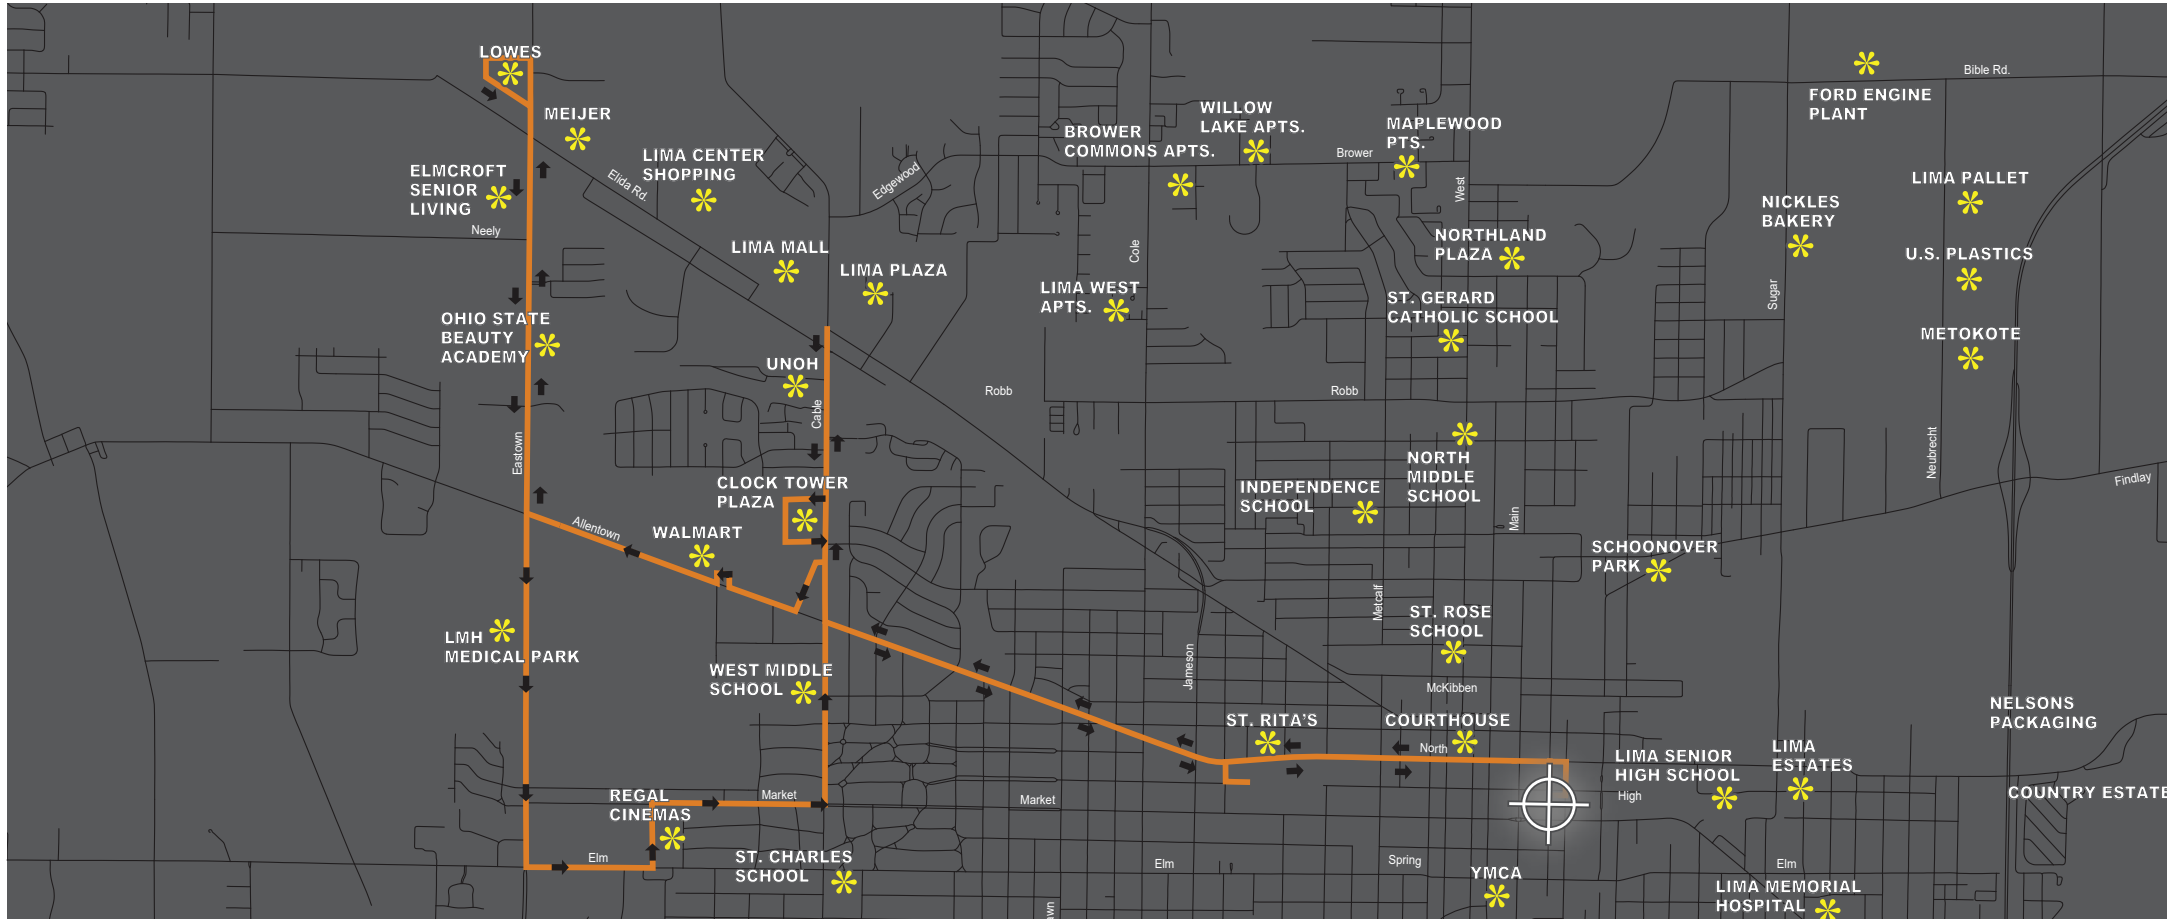 LOWES
Bible Rd.
FORD ENGINE
PLANT
MEIJER
WILLOW
LAKE APTS.
BROWER
COMMONS APTS.
MAPLEWOOD
PTS.
Brower
LIMA CENTER
SHOPPING
ELMCROFT
SENIOR
LIVING
Elida Rd.
Edgewood
West
LIMA PALLET
NICKLES
BAKERY
Neely
LIMA MALL
LIMA PLAZA
Cole
NORTHLAND
PLAZA
U.S. PLASTICS
LIMA WEST
APTS.
Sugar
ST. GERARD
CATHOLIC SCHOOL
OHIO STATE
BEAUTY
ACADEMY
METOKOTE
UNOH
Cable
Robb
Robb
Eastown
NORTH
MIDDLE
SCHOOL
Neubrecht
Findlay
CLOCK TOWER
PLAZA
INDEPENDENCE
SCHOOL
Main
Allentown
WALMART
SCHOONOVER
PARK
Metcalf
ST. ROSE
SCHOOL
LMH
MEDICAL PARK
WEST MIDDLE
SCHOOL
Jameson
McKibben
NELSONS
PACKAGING
ST. RITA'S
COURTHOUSE
North
LIMA SENIOR
HIGH SCHOOL
LIMA
ESTATES
High
COUNTRY ESTATE
REGAL
CINEMAS
Market
Market
Elm
ST. CHARLES
SCHOOL
Elm
Spring
YMCA
Elm
LIMA MEMORIAL
HOSPITAL